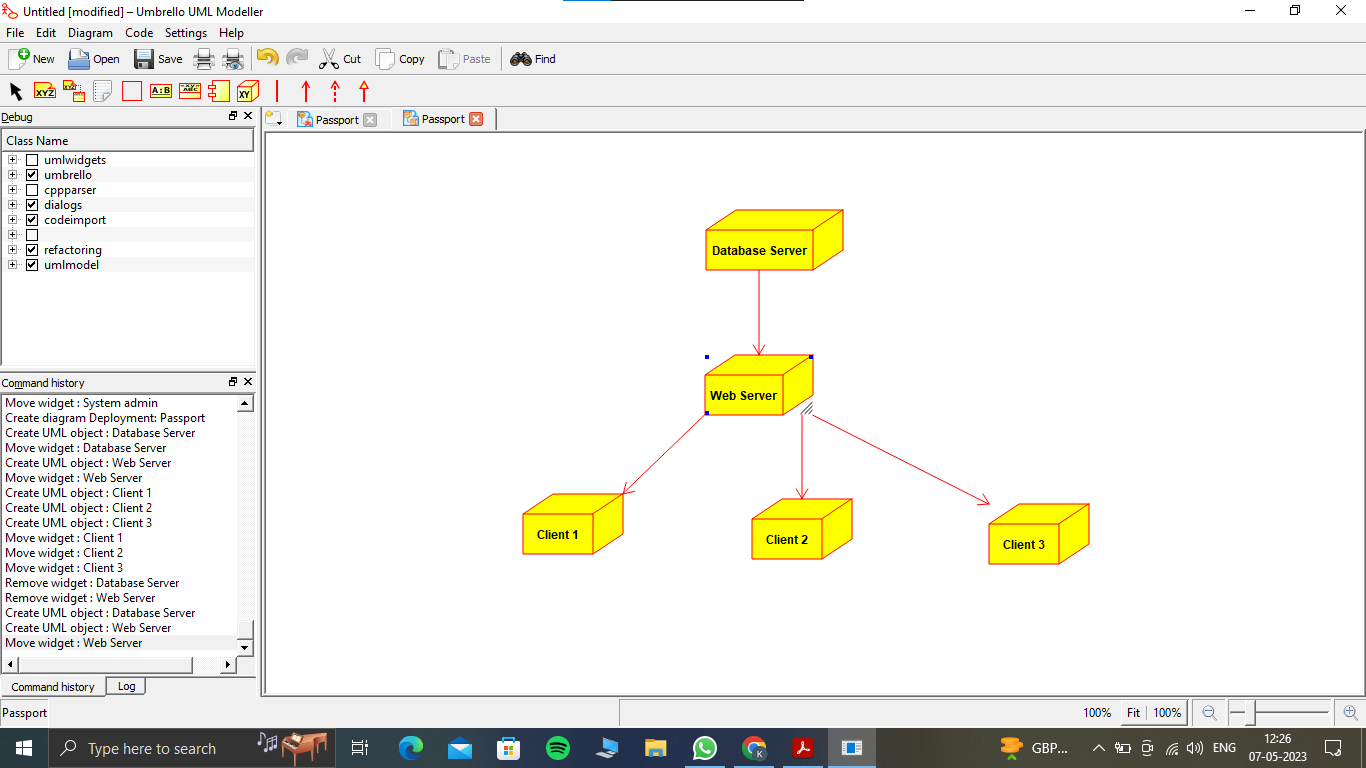 Untitled [modified] – Umbrello UML Modeller
File Edit Diagram Code Settings Help
New Open Save Cut Copy Paste Find
XYZ XYZ A:B ABC XY
Debug
Passport Passport
Class Name
umlwidgets
umbrello
cppparser
dialogs
codeimport
refactoring
umlmodel
Database Server
Web Server
Client 1
Client 2
Client 3
Command history
Move widget : System admin
Create diagram Deployment: Passport
Create UML object : Database Server
Move widget : Database Server
Create UML object : Web Server
Move widget : Web Server
Create UML object : Client 1
Create UML object : Client 2
Create UML object : Client 3
Move widget : Client 1
Move widget : Client 2
Move widget : Client 3
Remove widget : Database Server
Remove widget : Web Server
Create UML object : Database Server
Create UML object : Web Server
Move widget : Web Server
Command history Log
Passport 100% Fit 100%
Type here to search K GBP... ENG 12:26
07-05-2023